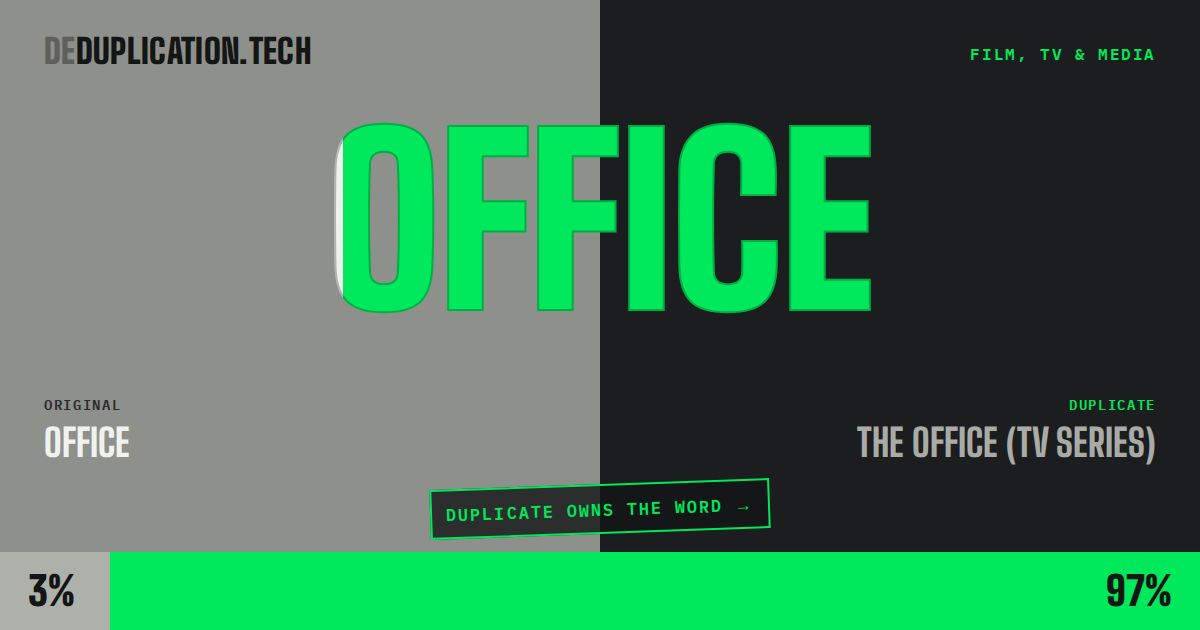 DEDUPLICATION.TECH
FILM, TV & MEDIA
OFFICE
ORIGINAL
OFFICE
DUPLICATE
THE OFFICE (TV SERIES)
DUPLICATE OWNS THE WORD →
3%
97%